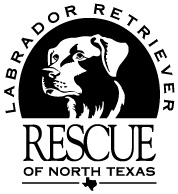 LABRADOR RETRIEVER
RESCUE
OF NORTH TEXAS